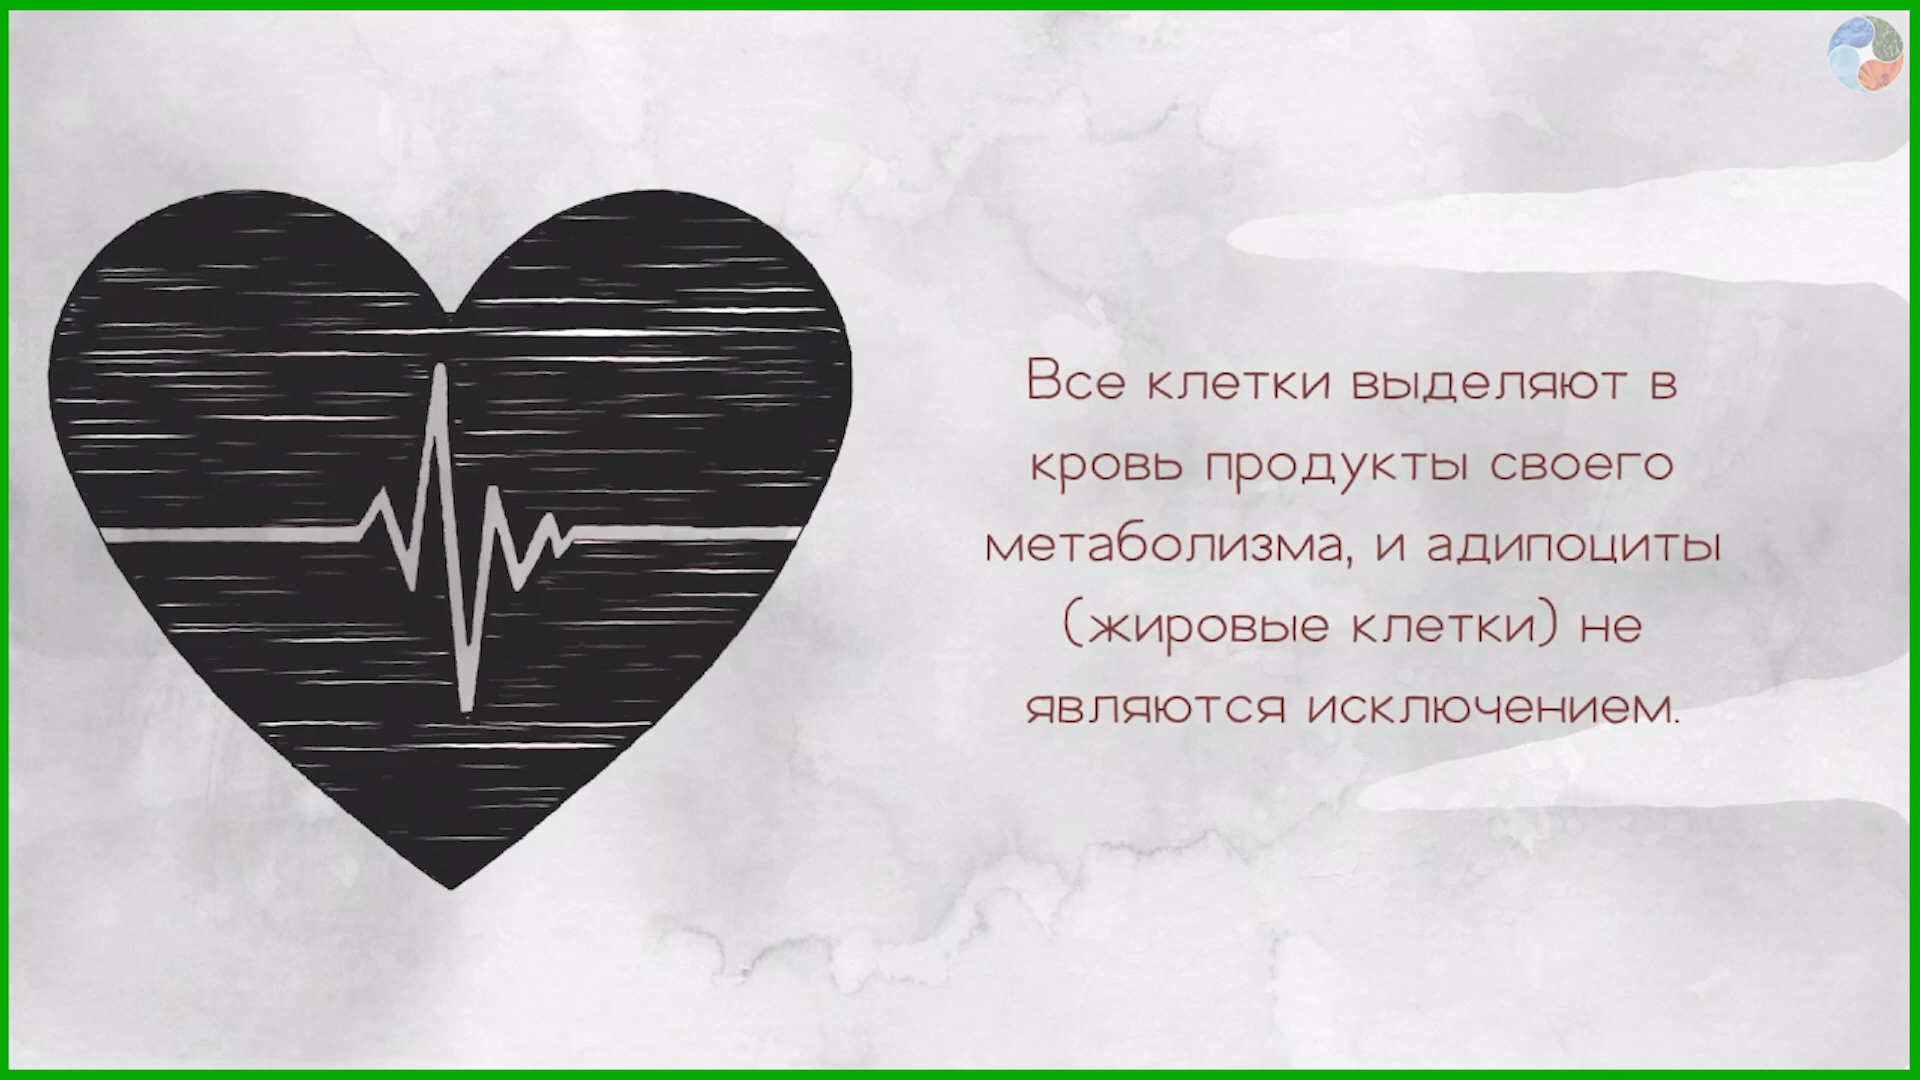 Все клетки выделяют в
кровь продукты своего
метаболизма, и адипоциты
(жировые клетки) не
являются исключением.